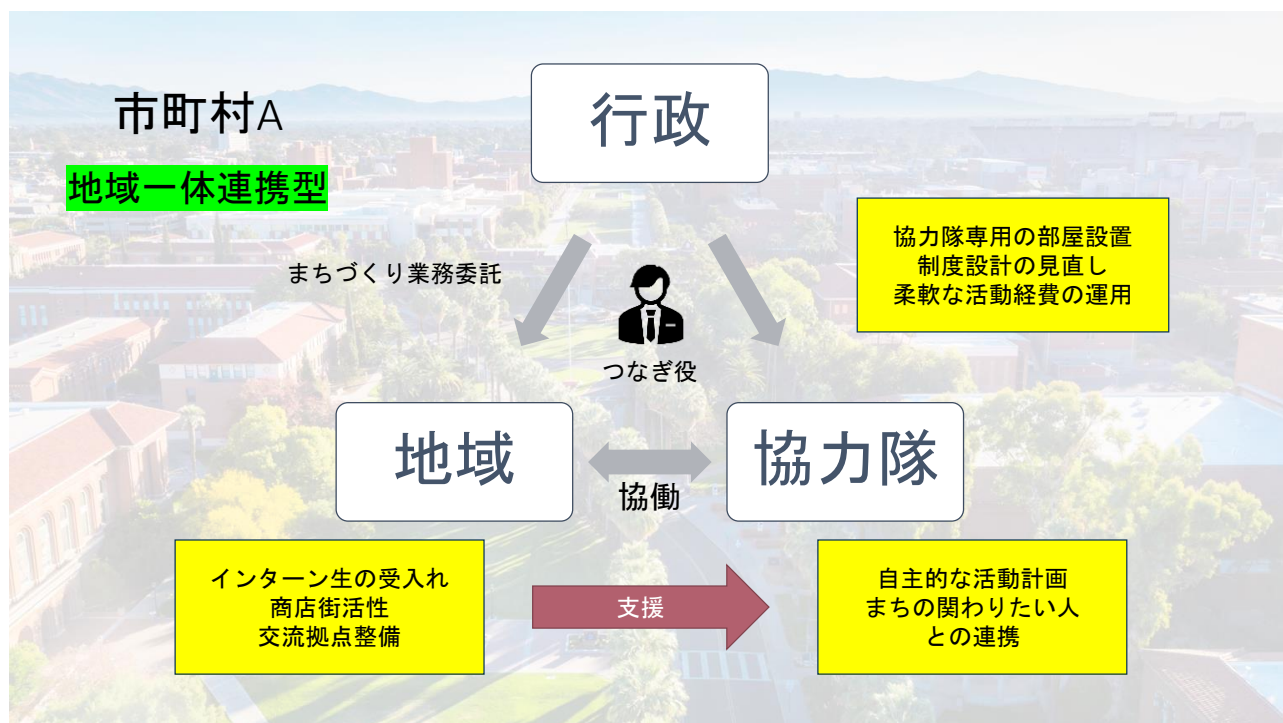 市町村A
地域一体連携型
行政
協力隊専用の部屋設置
制度設計の見直し
柔軟な活動経費の運用
まちづくり業務委託
つなぎ役
地域
協働
協力隊
インターン生の受入れ
商店街活性
交流拠点整備
支援
自主的な活動計画
まちの関わりたい人
との連携